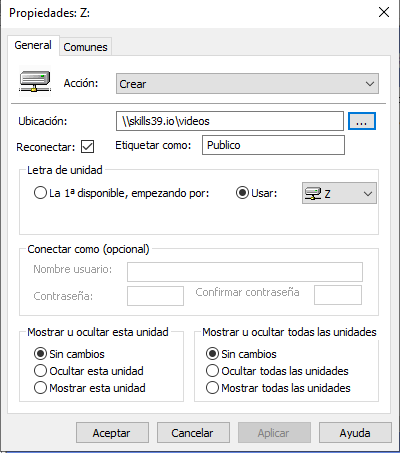 Propiedades: Z:
General
Comunes
Acción:
Crear
Ubicación:
\\skills39.io\videos
...
Reconectar:
Etiquetar como:
Publico
Letra de unidad
La 1ª disponible, empezando por:
Usar:
Z
Conectar como (opcional)
Nombre usuario:
Contraseña:
Confirmar contraseña
Mostrar u ocultar esta unidad
Sin cambios
Ocultar esta unidad
Mostrar esta unidad
Mostrar u ocultar todas las unidades
Sin cambios
Ocultar todas las unidades
Mostrar todas las unidades
Aceptar
Cancelar
Aplicar
Ayuda